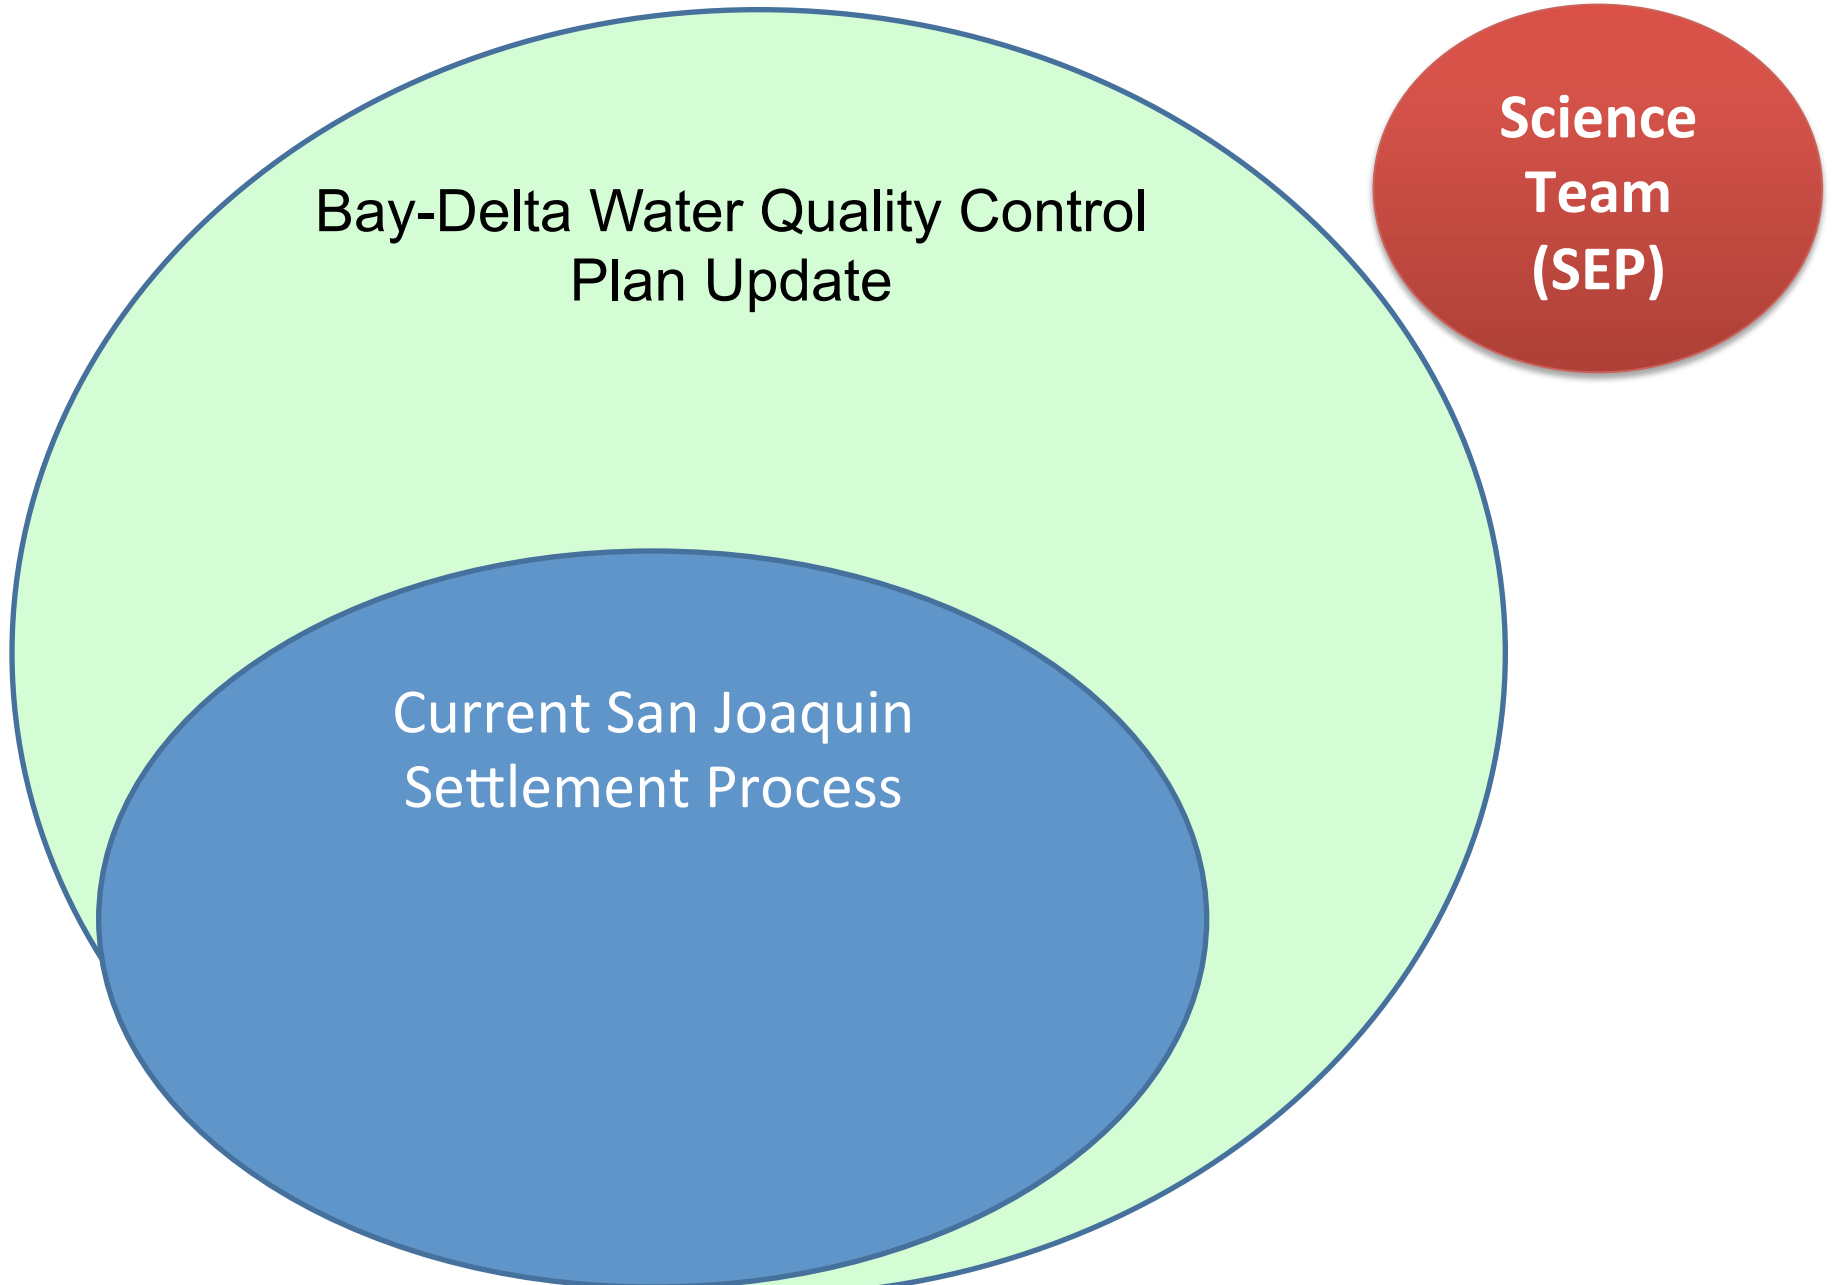 Bay-Delta Water Quality Control
Plan Update
Science
Team
(SEP)
Current San Joaquin
Settlement Process